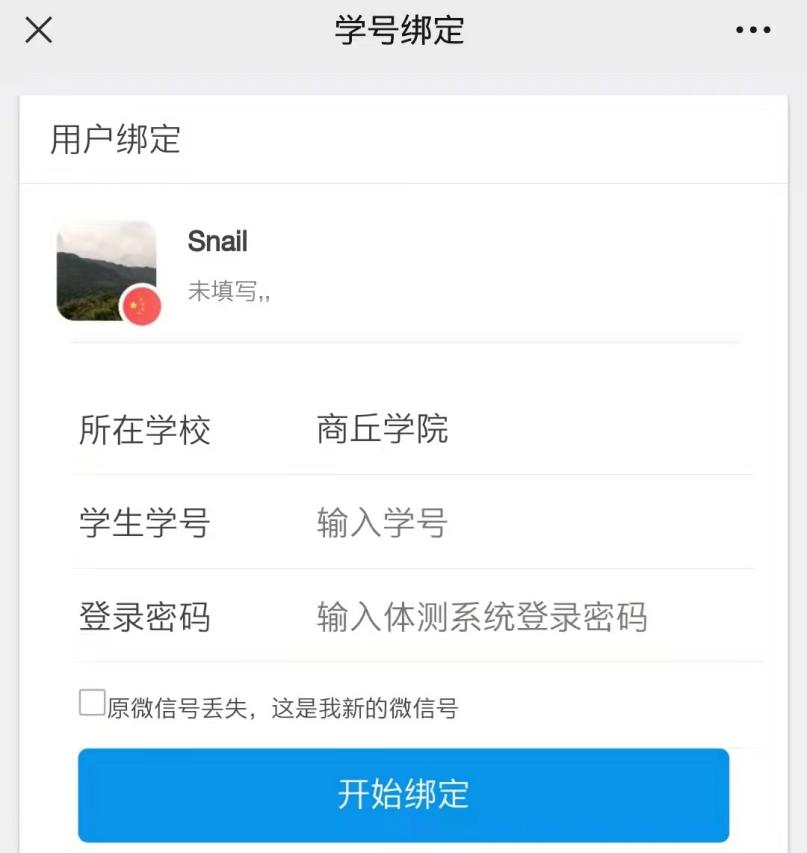 学号绑定
用户绑定
Snail
未填写,,
所在学校 商丘学院
学生学号 输入学号
登录密码 输入体测系统登录密码
原微信号丢失，这是我新的微信号
开始绑定